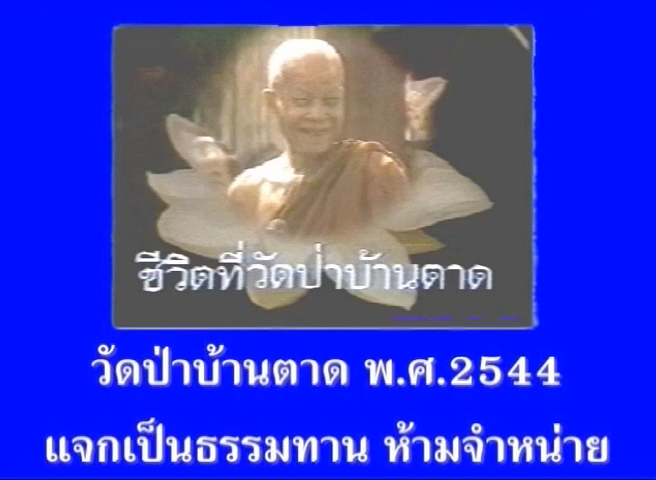 ชีวิตที่วัดป่าบ้านตาด
วัดป่าบ้านตาด พ.ศ.2544
แจกเป็นธรรมทาน ห้ามจำหน่าย